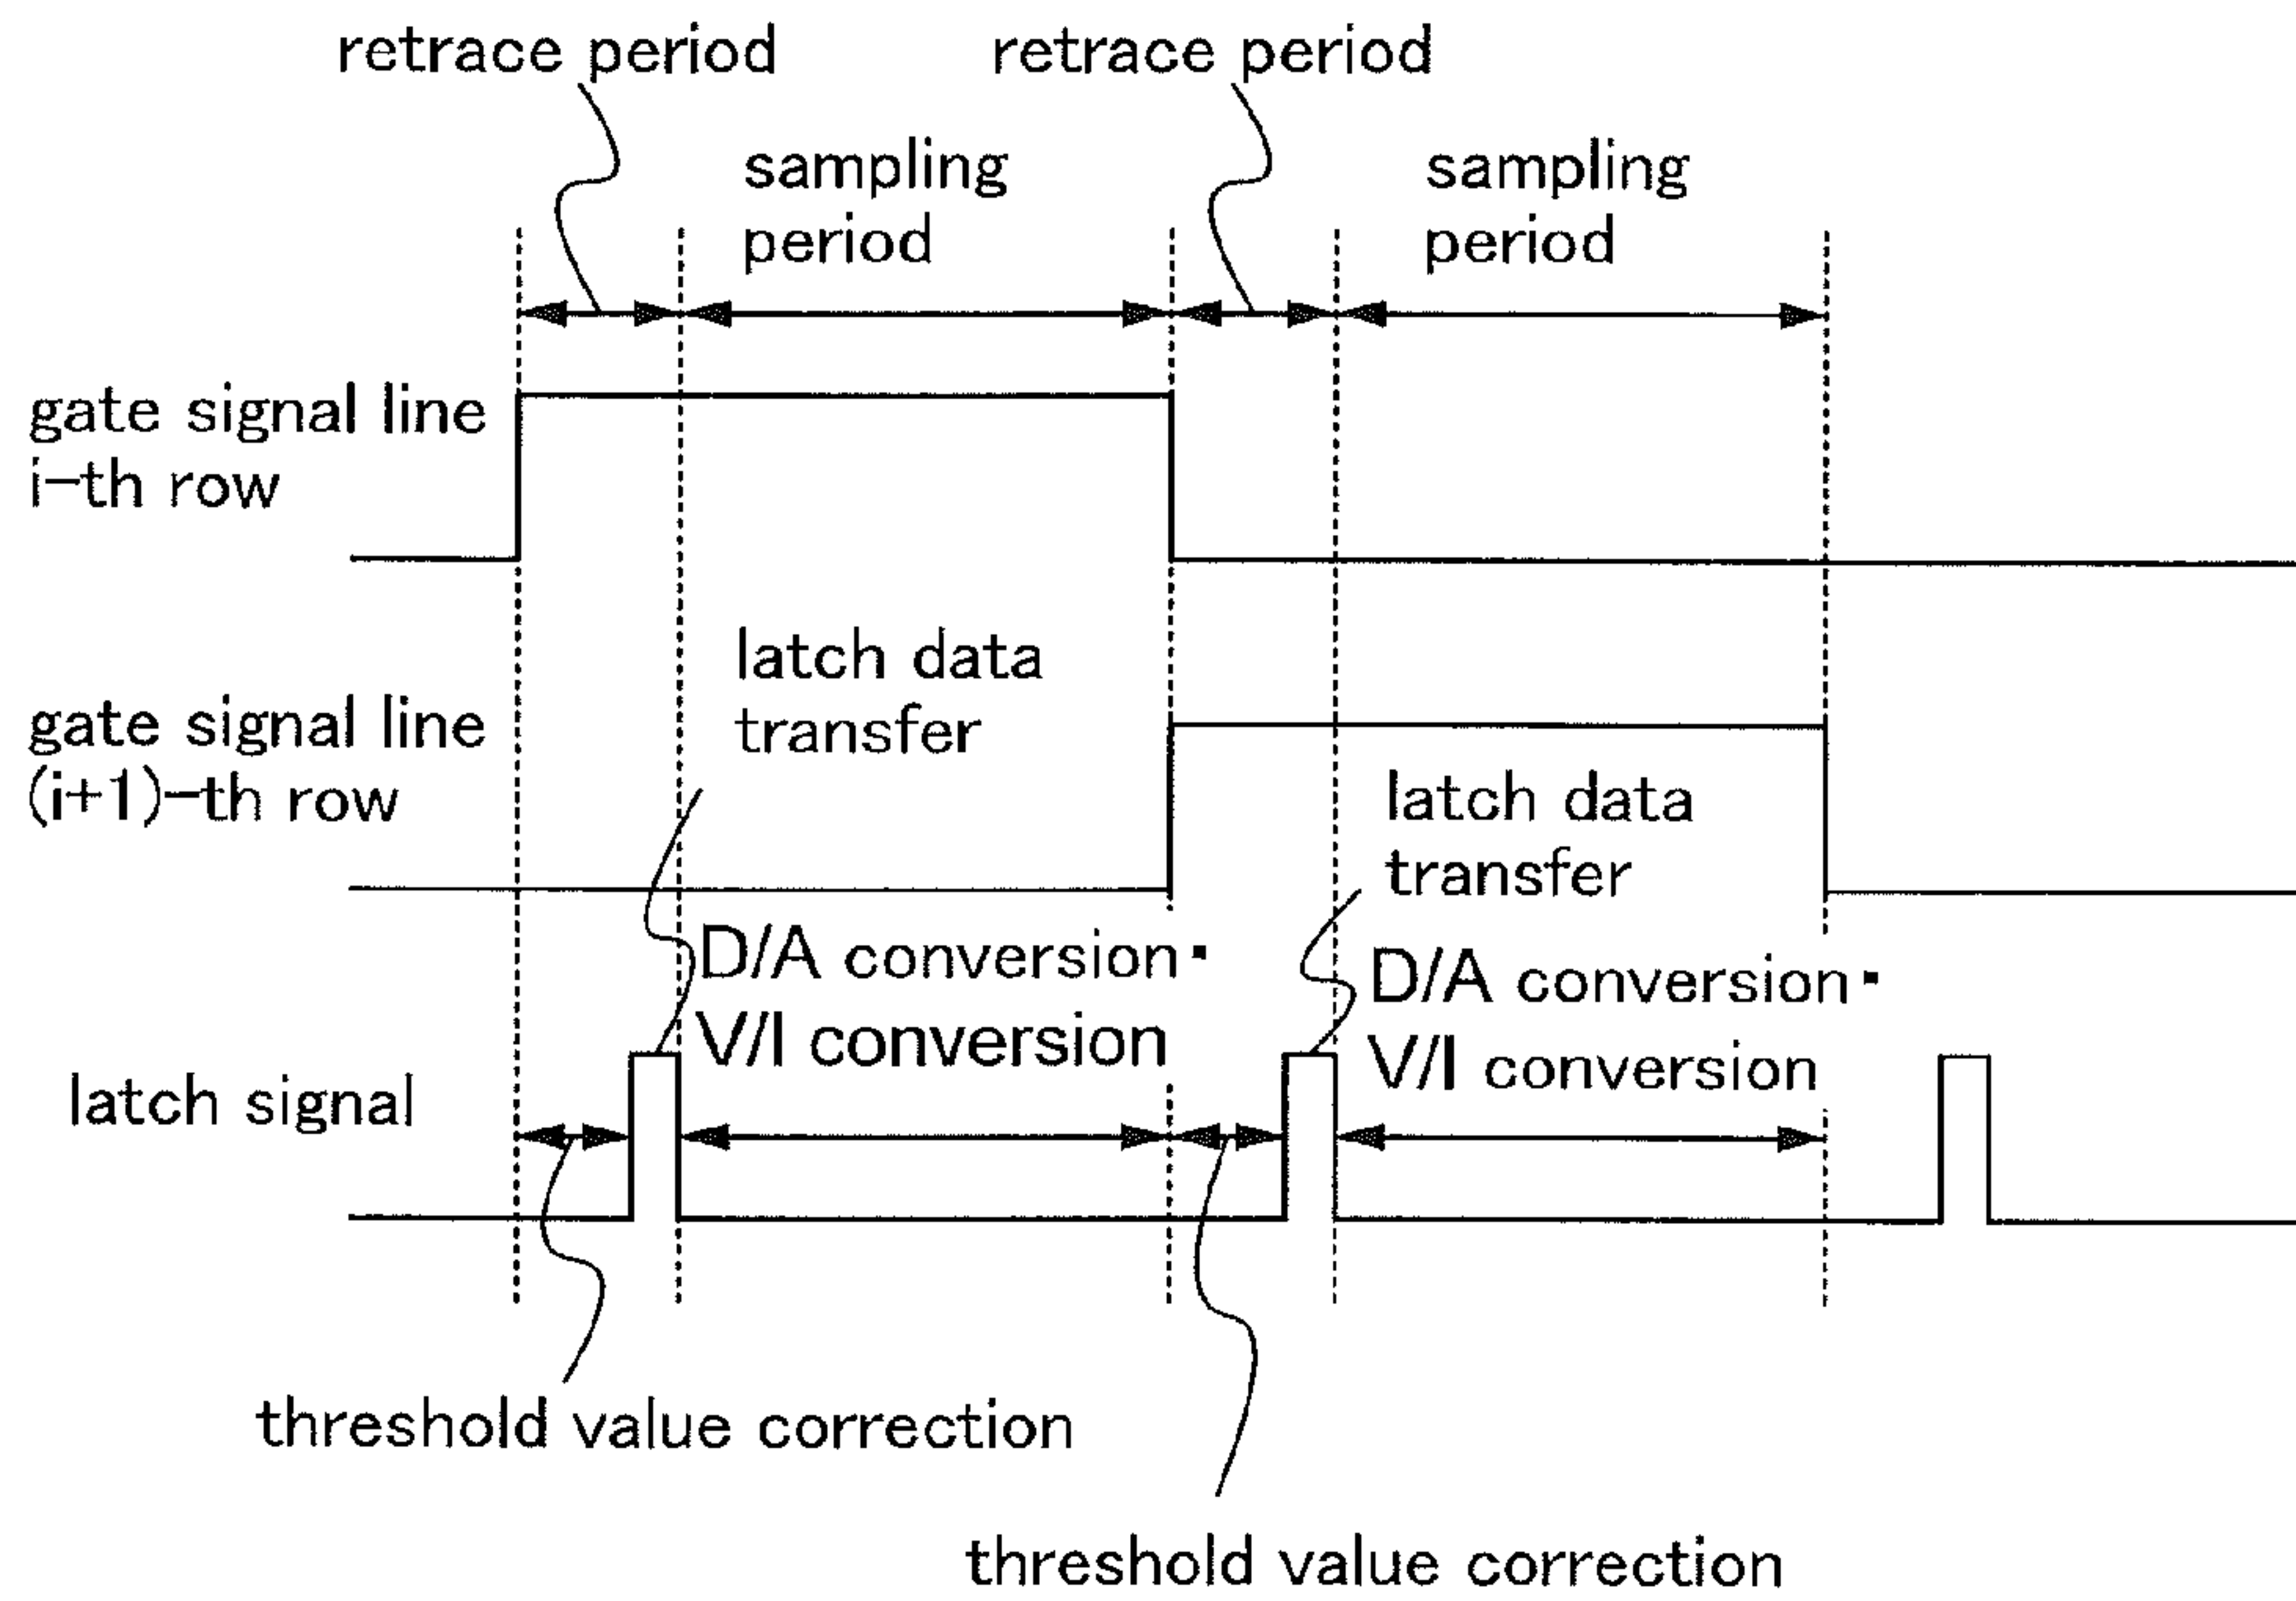 retrace period
retrace period
sampling
period
sampling
period
gate signal line
i-th row
latch data
transfer
gate signal line
(i+1)-th row
latch data
transfer
D/A conversion･
V/I conversion
D/A conversion･
V/I conversion
latch signal
threshold value correction
threshold value correction